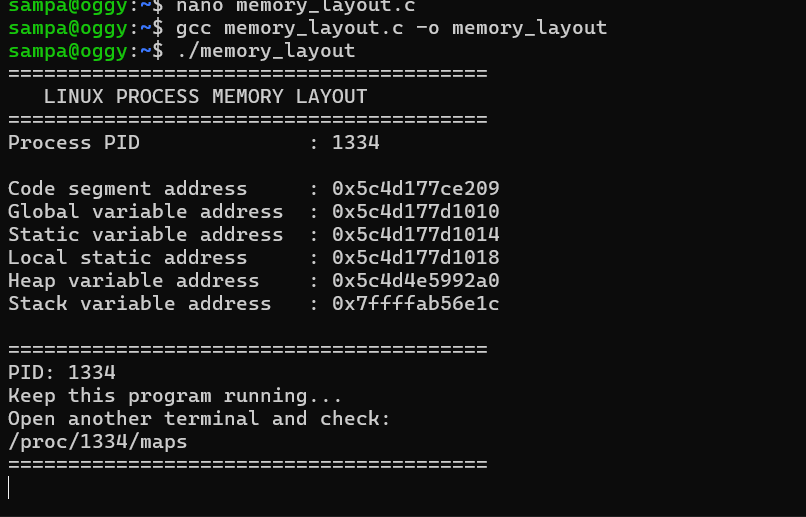 sampa@oggy:~$ nano memory_layout.c
sampa@oggy:~$ gcc memory_layout.c -o memory_layout
sampa@oggy:~$ ./memory_layout
========================================
   LINUX PROCESS MEMORY LAYOUT
========================================
Process PID              : 1334

Code segment address     : 0x5c4d177ce209
Global variable address  : 0x5c4d177d1010
Static variable address  : 0x5c4d177d1014
Local static address     : 0x5c4d177d1018
Heap variable address    : 0x5c4d4e5992a0
Stack variable address   : 0x7ffffab56e1c

========================================
PID: 1334
Keep this program running...
Open another terminal and check:
/proc/1334/maps
========================================